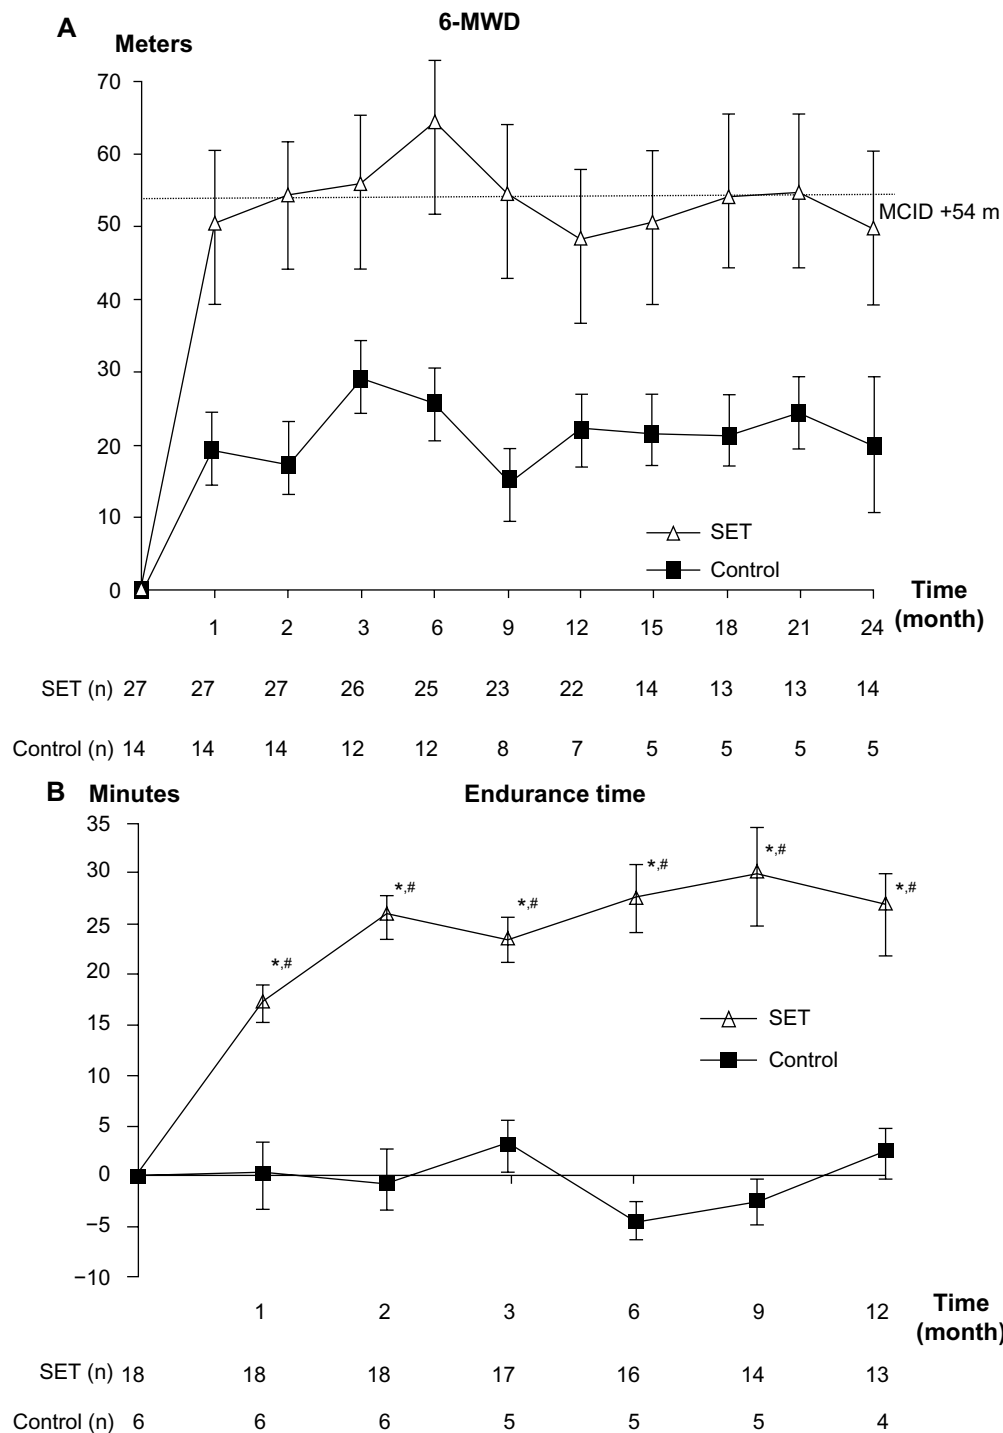 A
6-MWD
Meters
70
60
MCID +54 m
50
40
30
20
10
0
SET
Control
Time
(month)
1 2 3 6 9 12 15 18 21 24
SET (n) 27 27 27 26 25 23 22 14 13 13 14
Control (n) 14 14 14 12 12 8 7 5 5 5 5
B
Minutes
Endurance time
35
30
25
20
15
10
5
0
−5
−10
*,#
*,#
*,#
*,#
*,#
*,#
SET
Control
1 2 3 6 9 12
Time
(month)
SET (n) 18 18 18 17 16 14 13
Control (n) 6 6 6 5 5 5 4